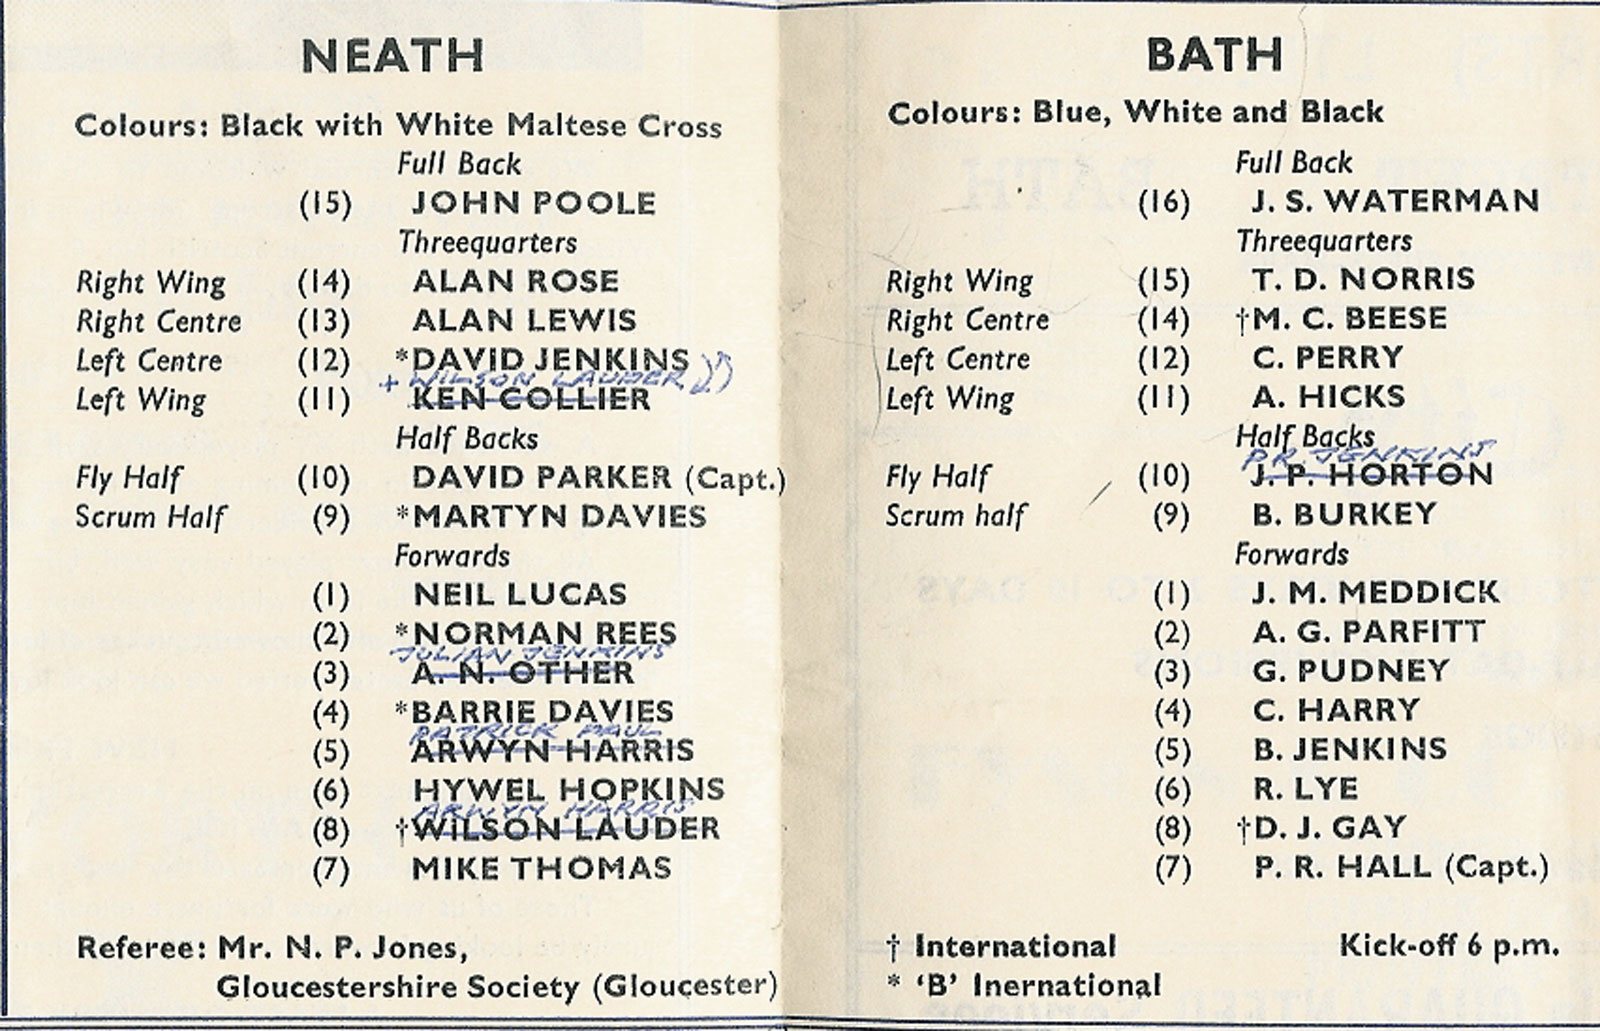 NEATH
Colours: Black with White Maltese Cross
Full Back
(15) JOHN POOLE
Threequarters
Right Wing (14) ALAN ROSE
Right Centre (13) ALAN LEWIS
Left Centre (12) *DAVID JENKINS
+ WILSON LAUDER
Left Wing (11) KEN COLLIER
Half Backs
Fly Half (10) DAVID PARKER (Capt.)
Scrum Half (9) *MARTYN DAVIES
Forwards
(1) NEIL LUCAS
(2) *NORMAN REES
JULIAN JENKINS
(3) A. N. OTHER
(4) *BARRIE DAVIES
PATRICK PAUL
(5) ARWYN HARRIS
(6) HYWEL HOPKINS
ARWYN HARRIS
(8) †WILSON LAUDER
(7) MIKE THOMAS
Referee: Mr. N. P. Jones,
Gloucestershire Society (Gloucester)
BATH
Colours: Blue, White and Black
Full Back
(16) J. S. WATERMAN
Threequarters
Right Wing (15) T. D. NORRIS
Right Centre (14) †M. C. BEESE
Left Centre (12) C. PERRY
Left Wing (11) A. HICKS
Half Backs
P.R. JENKINS
Fly Half (10) J. P. HORTON
Scrum half (9) B. BURKEY
Forwards
(1) J. M. MEDDICK
(2) A. G. PARFITT
(3) G. PUDNEY
(4) C. HARRY
(5) B. JENKINS
(6) R. LYE
(8) †D. J. GAY
(7) P. R. HALL (Capt.)
† International Kick-off 6 p.m.
* ‘B’ Inernational